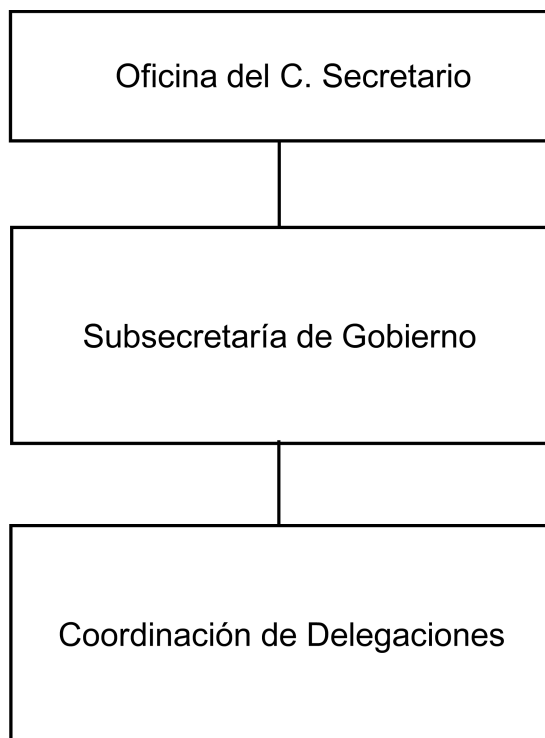 Oficina del C. Secretario
Subsecretaría de Gobierno
Coordinación de Delegaciones